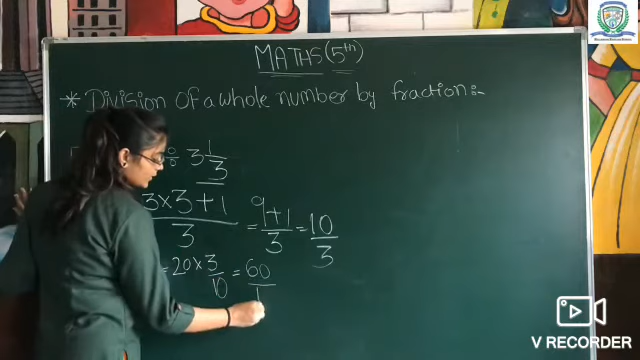 MATHS (5th)
* Division Of a whole number by fraction:-
÷ 3 1/3
3×3+1/3 = 9+1/3 = 10/3
= 20 × 3/10 = 60/1
V RECORDER